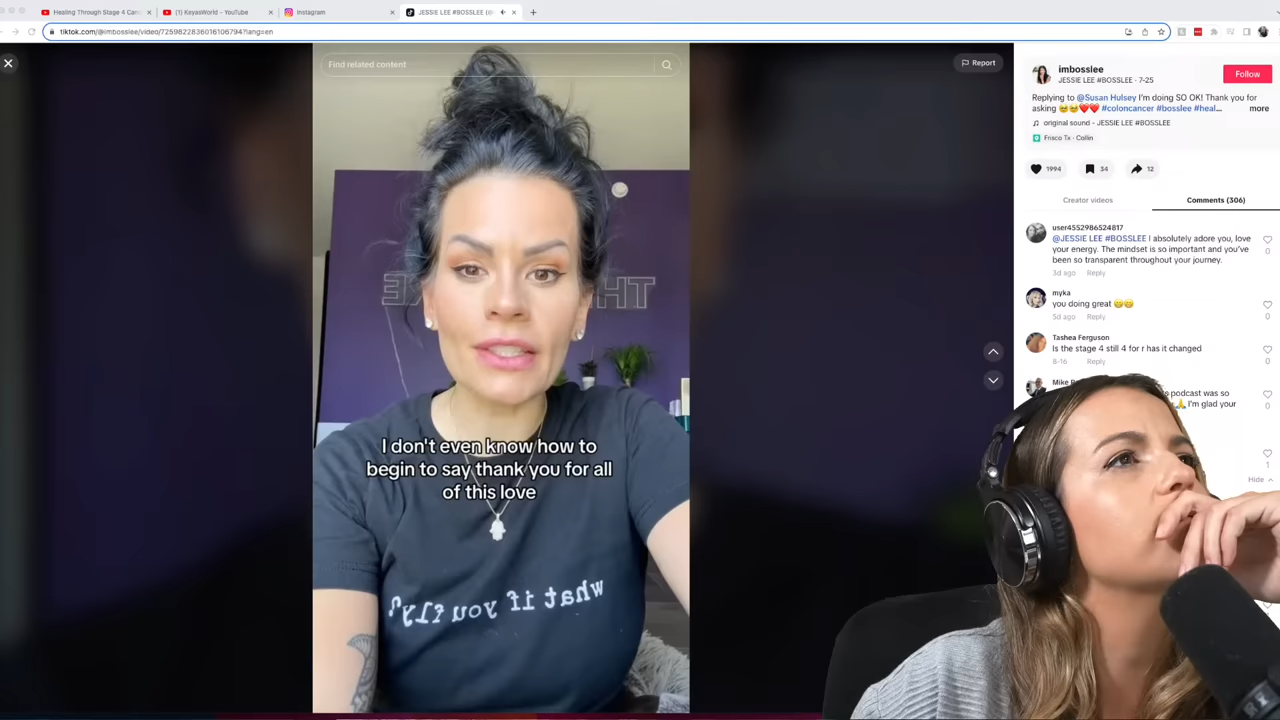 Healing Through Stage 4 Can
(1) KeyasWorld - YouTube
Instagram
JESSIE LEE #BOSSLEE (@
tiktok.com/@imbosslee/video/7259822836016106794?lang=en
Find related content
Report
imbosslee
JESSIE LEE #BOSSLEE · 7-25
Follow
Replying to @Susan Hulsey I'm doing SO OK! Thank you for
asking 🥹🥹❤️❤️ #coloncancer #bosslee #heal...
more
original sound - JESSIE LEE #BOSSLEE
Frisco Tx - Collin
1994
34
12
Creator videos
Comments (306)
user4552986524817
@JESSIE LEE #BOSSLEE I absolutely adore you, love
your energy. The mindset is so important and you've
been so transparent throughout your journey.
0
3d ago Reply
myka
you doing great 😁😁
0
5d ago Reply
Tashea Ferguson
Is the stage 4 still 4 for r has it changed
0
8-16 Reply
Mike
podcast was so
🙏 I'm glad your
0
1
Hide
I don't even know how to
begin to say thank you for all
of this love
what if you fly?